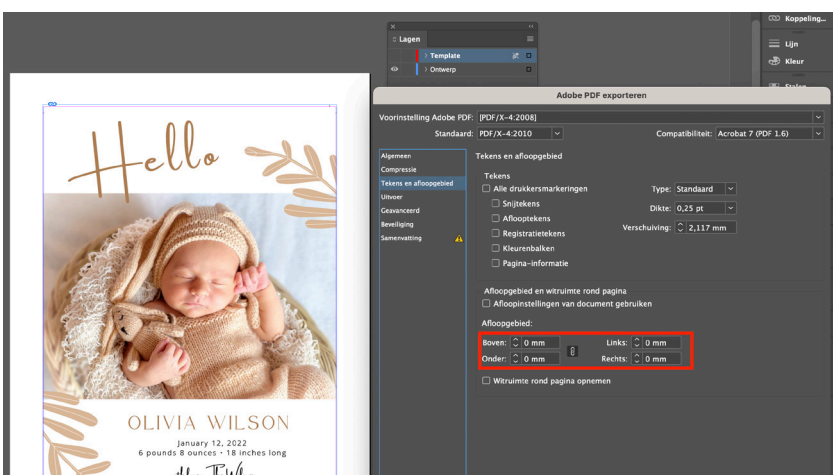 Koppeling...
× 
Lagen
Template
Ontwerp
Lijn
Kleur
Stalen
Adobe PDF exporteren
Voorinstelling Adobe PDF: [PDF/X-4:2008]
Standaard: PDF/X-4:2010 Compatibiliteit: Acrobat 7 (PDF 1.6)
Algemeen
Compressie
Tekens en afloopgebied
Uitvoer
Geavanceerd
Beveiliging
Samenvatting
Tekens en afloopgebied
Tekens
Alle drukkersmarkeringen Type: Standaard
Snijtekens Dikte: 0,25 pt
Aflooptekens Verschuiving: 2,117 mm
Registratietekens
Kleurenbalken
Pagina-informatie
Afloopgebied en witruimte rond pagina
Afloopinstellingen van document gebruiken
Afloopgebied:
Boven: 0 mm Links: 0 mm
Onder: 0 mm Rechts: 0 mm
Witruimte rond pagina opnemen
Hello
OLIVIA WILSON
January 12, 2022
6 pounds 8 ounces • 18 inches long